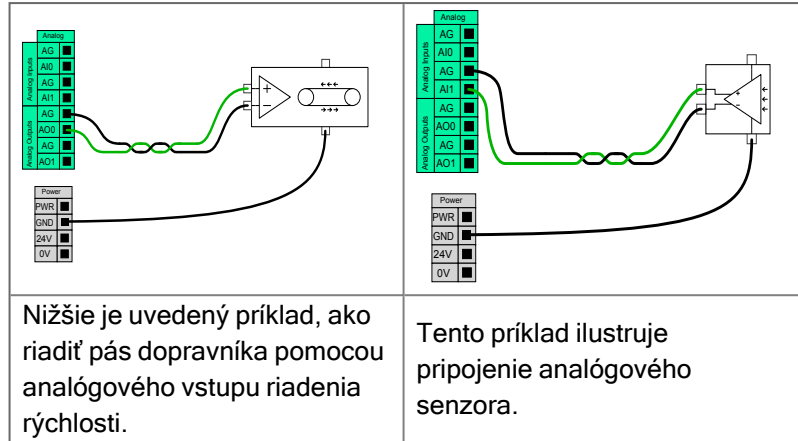 Analog
Analog Inputs
AG
AI0
AG
AI1
Analog Outputs
AG
AO0
AG
AO1
+
−
Power
PWR
GND
24V
0V
Analog
Analog Inputs
AG
AI0
AG
AI1
Analog Outputs
AG
AO0
AG
AO1
+
-
Power
PWR
GND
24V
0V
Nižšie je uvedený príklad, ako
riadiť pás dopravníka pomocou
analógového vstupu riadenia
rýchlosti.
Tento príklad ilustruje
pripojenie analógového
senzora.